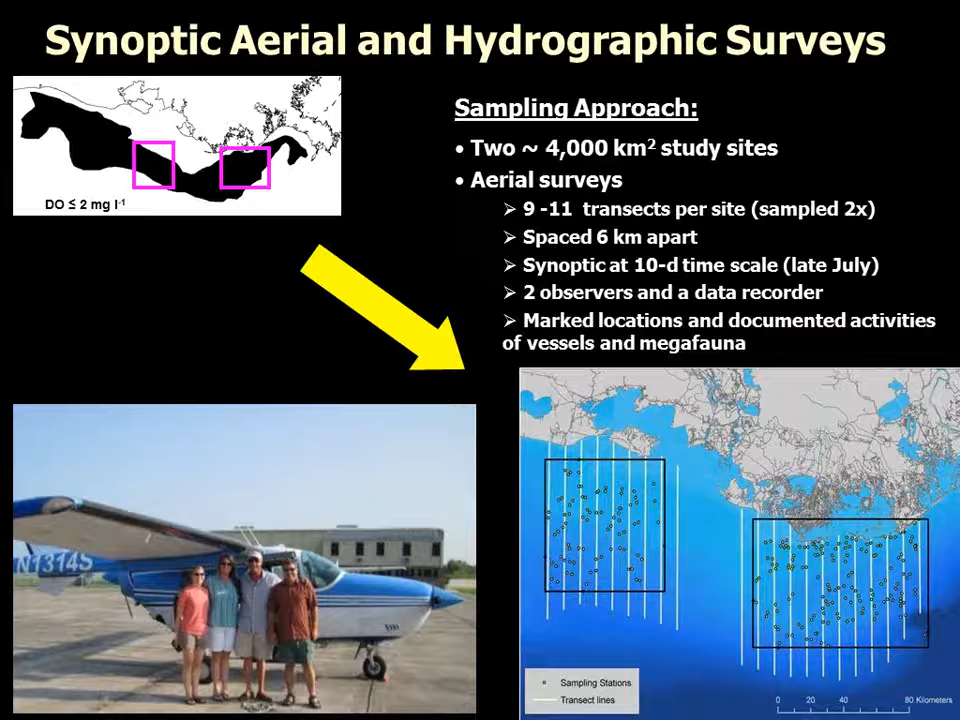 Synoptic Aerial and Hydrographic Surveys
DO ≤ 2 mg l-1
Sampling Approach:
• Two ~ 4,000 km2 study sites
• Aerial surveys
➢ 9 -11 transects per site (sampled 2x)
➢ Spaced 6 km apart
➢ Synoptic at 10-d time scale (late July)
➢ 2 observers and a data recorder
➢ Marked locations and documented activities
of vessels and megafauna
N1314S
Sampling Stations
Transect lines
0 20 40 80 Kilometers